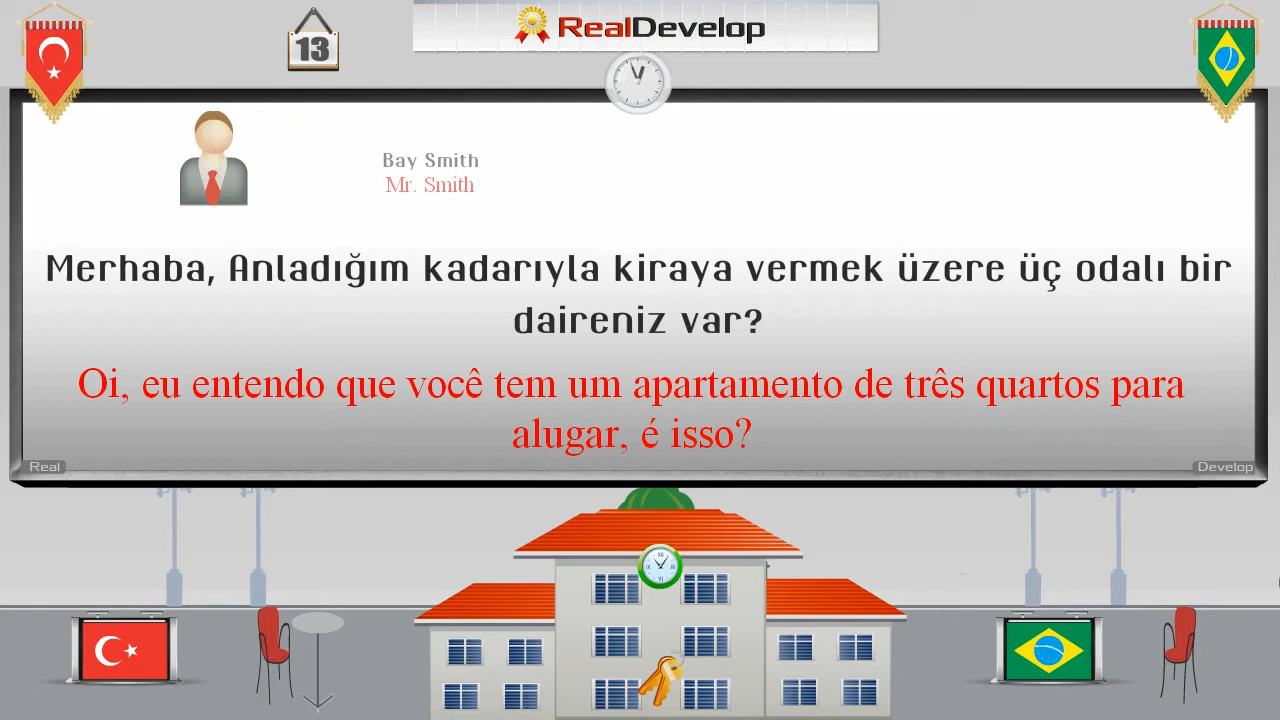 13
RealDevelop
Bay Smith
Mr. Smith
Merhaba, Anladığım kadarıyla kiraya vermek üzere üç odalı bir
daireniz var?
Oi, eu entendo que você tem um apartamento de três quartos para
alugar, é isso?
Real
Develop